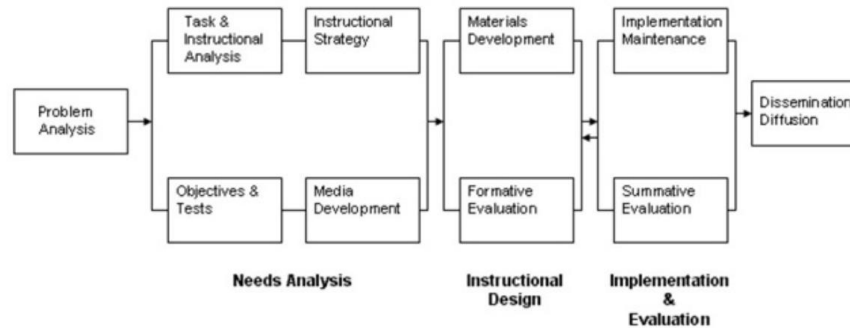 Problem
Analysis
Task &
Instructional
Analysis
Instructional
Strategy
Objectives &
Tests
Media
Development
Materials
Development
Formative
Evaluation
Implementation
Maintenance
Summative
Evaluation
Dissemination
Diffusion
Needs Analysis
Instructional
Design
Implementation
&
Evaluation